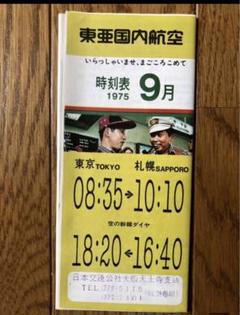 東亜国内航空
いらっしゃいませ、まごころこめて
時刻表
1975 9月
東京TOKYO 札幌SAPPORO
08:35→10:10
空の新幹線ダイヤ
18:20←16:40
日本交通公社大阪天王寺支店
TEL